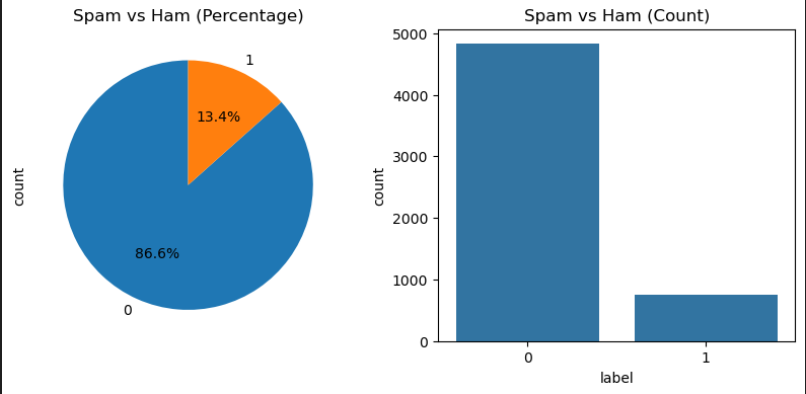 Spam vs Ham (Percentage)
1
13.4%
count
86.6%
0
Spam vs Ham (Count)
5000
4000
3000
count
2000
1000
0
0
1
label